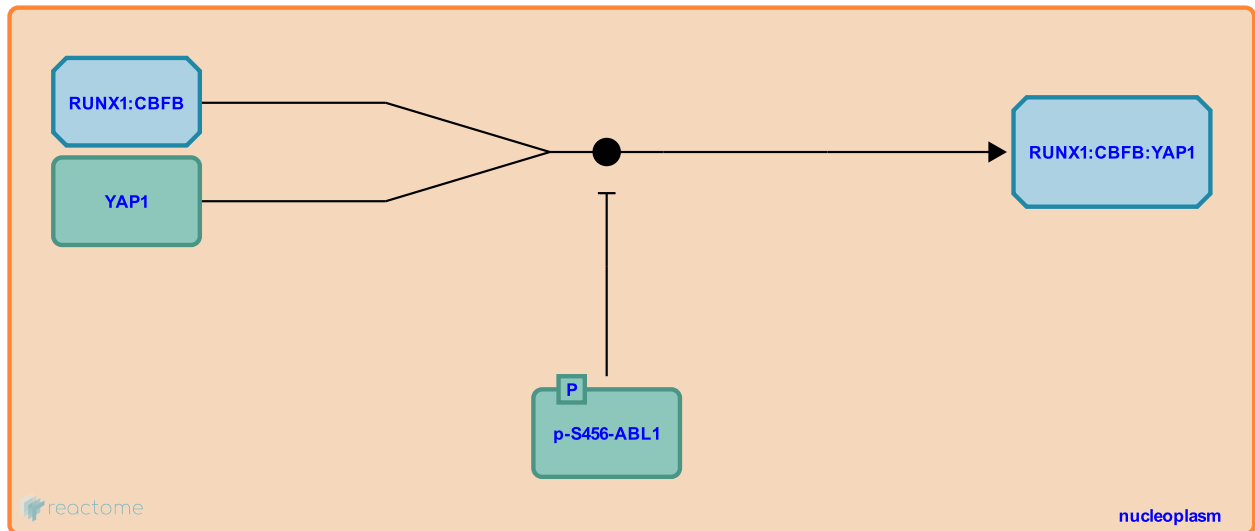 RUNX1:CBFB
YAP1
RUNX1:CBFB:YAP1
P
p-S456-ABL1
reactome
nucleoplasm